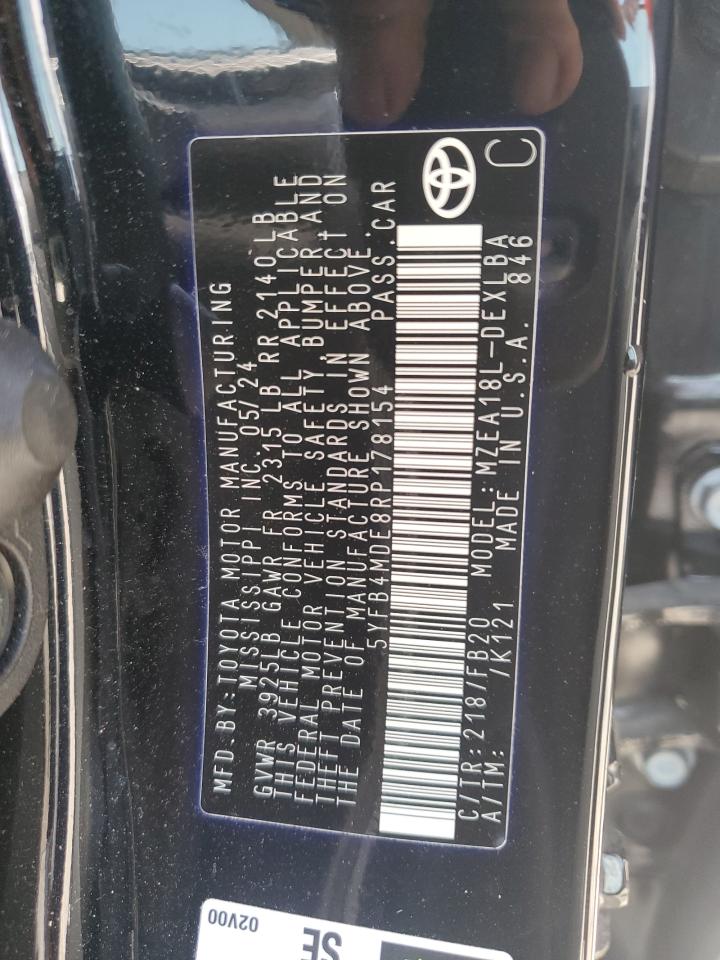 MFD.BY:TOYOTA MOTOR MANUFACTURING
MISSISSIPPI INC.05/24
GVWR 3925LB GAWR FR 2315 LB RR 2140LB
THIS VEHICLE CONFORMS TO ALL APPLICABLE
FEDERAL MOTOR VEHICLE SAFETY,BUMPER,AND
THEFT PREVENTION STANDARDS IN EFFECT ON
THE DATE OF MANUFACTURE SHOWN ABOVE.
5YFB4MDE8RP178154 PASS.CAR
C/TR:218/FB20 MODEL:MZEA18L-DEXLBA
A/TM: /K121 MADE IN U.S.A. 846
C
02V00
SE